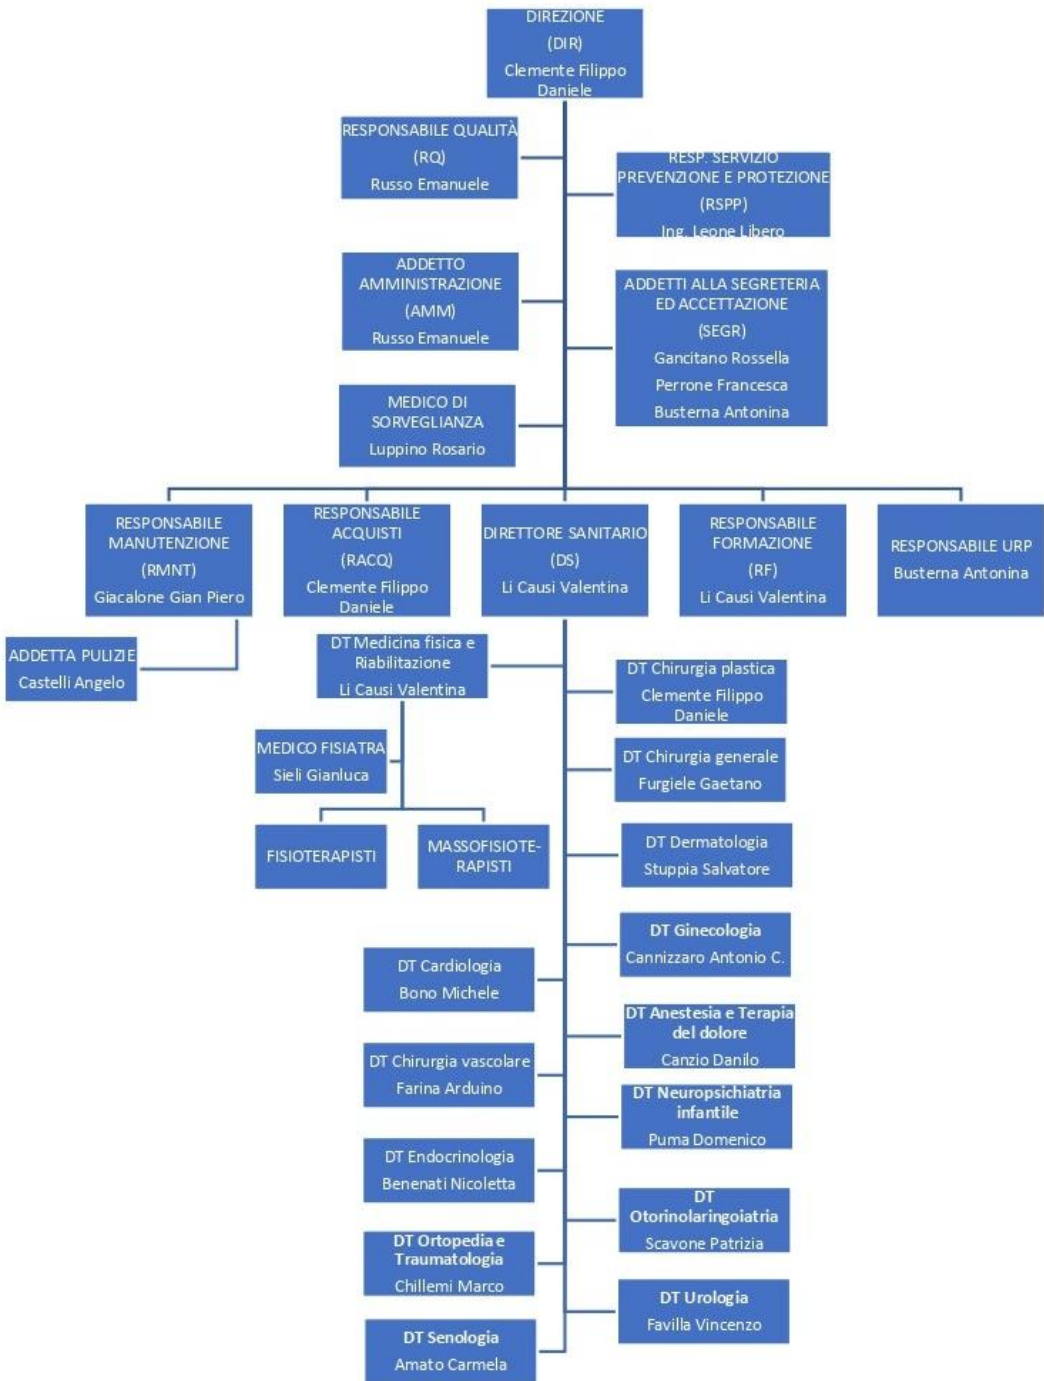 DIREZIONE
(DIR)
Clemente Filippo
Daniele
RESPONSABILE QUALITÀ
(RQ)
Russo Emanuele
RESP. SERVIZIO
PREVENZIONE E PROTEZIONE
(RSPP)
Ing. Leone Libero
ADDETTO
AMMINISTRAZIONE
(AMM)
Russo Emanuele
ADDETTI ALLA SEGRETERIA
ED ACCETTAZIONE
(SEGR)
Gancitano Rossella
Perrone Francesca
Busterna Antonina
MEDICO DI
SORVEGLIANZA
Luppino Rosario
RESPONSABILE
MANUTENZIONE
(RMNT)
Giacalone Gian Piero
RESPONSABILE
ACQUISTI
(RACQ)
Clemente Filippo
Daniele
DIRETTORE SANITARIO
(DS)
Li Causi Valentina
RESPONSABILE
FORMAZIONE
(RF)
Li Causi Valentina
RESPONSABILE URP
Busterna Antonina
ADDETTA PULIZIE
Castelli Angelo
DT Medicina fisica e
Riabilitazione
Li Causi Valentina
DT Chirurgia plastica
Clemente Filippo
Daniele
MEDICO FISIATRA
Sieli Gianluca
DT Chirurgia generale
Furgiele Gaetano
FISIOTERAPISTI
MASSOFISIOTE-
RAPISTI
DT Dermatologia
Stuppia Salvatore
DT Ginecologia
Cannizzaro Antonio C.
DT Cardiologia
Bono Michele
DT Anestesia e Terapia
del dolore
Canzio Danilo
DT Chirurgia vascolare
Farina Arduino
DT Neuropsichiatria
infantile
Puma Domenico
DT Endocrinologia
Benenati Nicoletta
DT
Otorinolaringoiatria
Scavone Patrizia
DT Ortopedia e
Traumatologia
Chillemi Marco
DT Urologia
Favilla Vincenzo
DT Senologia
Amato Carmela